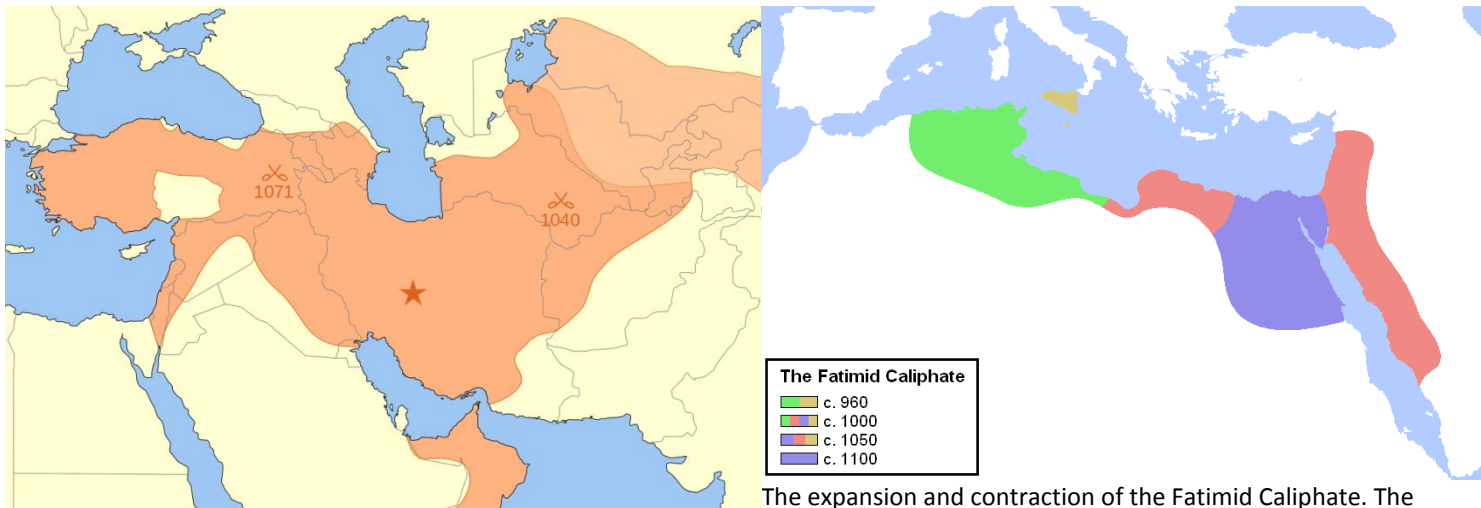 1071
1040
The Fatimid Caliphate
c. 960
c. 1000
c. 1050
c. 1100
The expansion and contraction of the Fatimid Caliphate. The